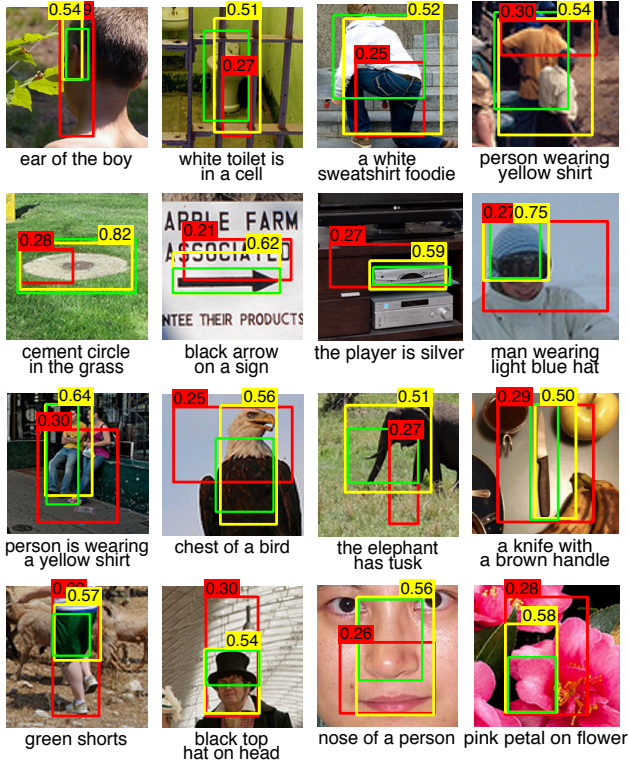 0.54 9
0.51
0.27
0.52
0.25
0.30 0.54
ear of the boy
white toilet is
in a cell
a white
sweatshirt foodie
person wearing
yellow shirt
0.28
0.82
APPLE FARM
ASSOCIATED
0.21
0.62
NTEE THEIR PRODUCTS
0.27
0.59
0.27
0.75
cement circle
in the grass
black arrow
on a sign
the player is silver
man wearing
light blue hat
0.64
0.30
0.25
0.56
0.51
0.27
0.29 0.50
person is wearing
a yellow shirt
chest of a bird
the elephant
has tusk
a knife with
a brown handle
0.57
0.30
0.54
0.56
0.26
0.28
0.58
green shorts
black top
hat on head
nose of a person
pink petal on flower